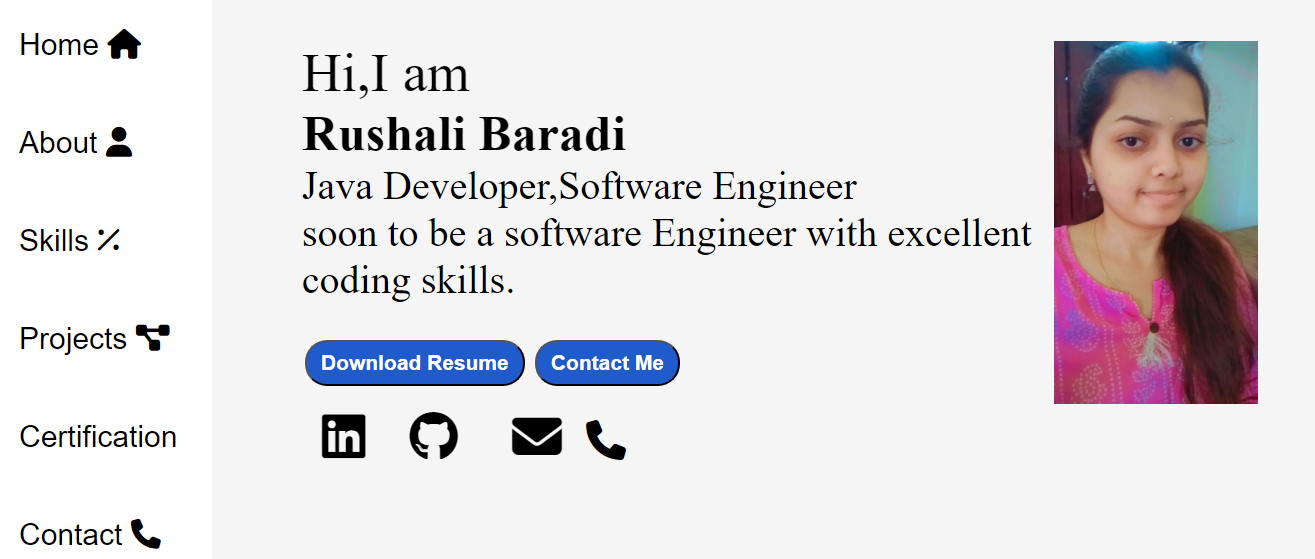 Home
About
Skills
Projects
Certification
Contact
Hi,I am
Rushali Baradi
Java Developer,Software Engineer
soon to be a software Engineer with excellent
coding skills.
Download Resume
Contact Me
in